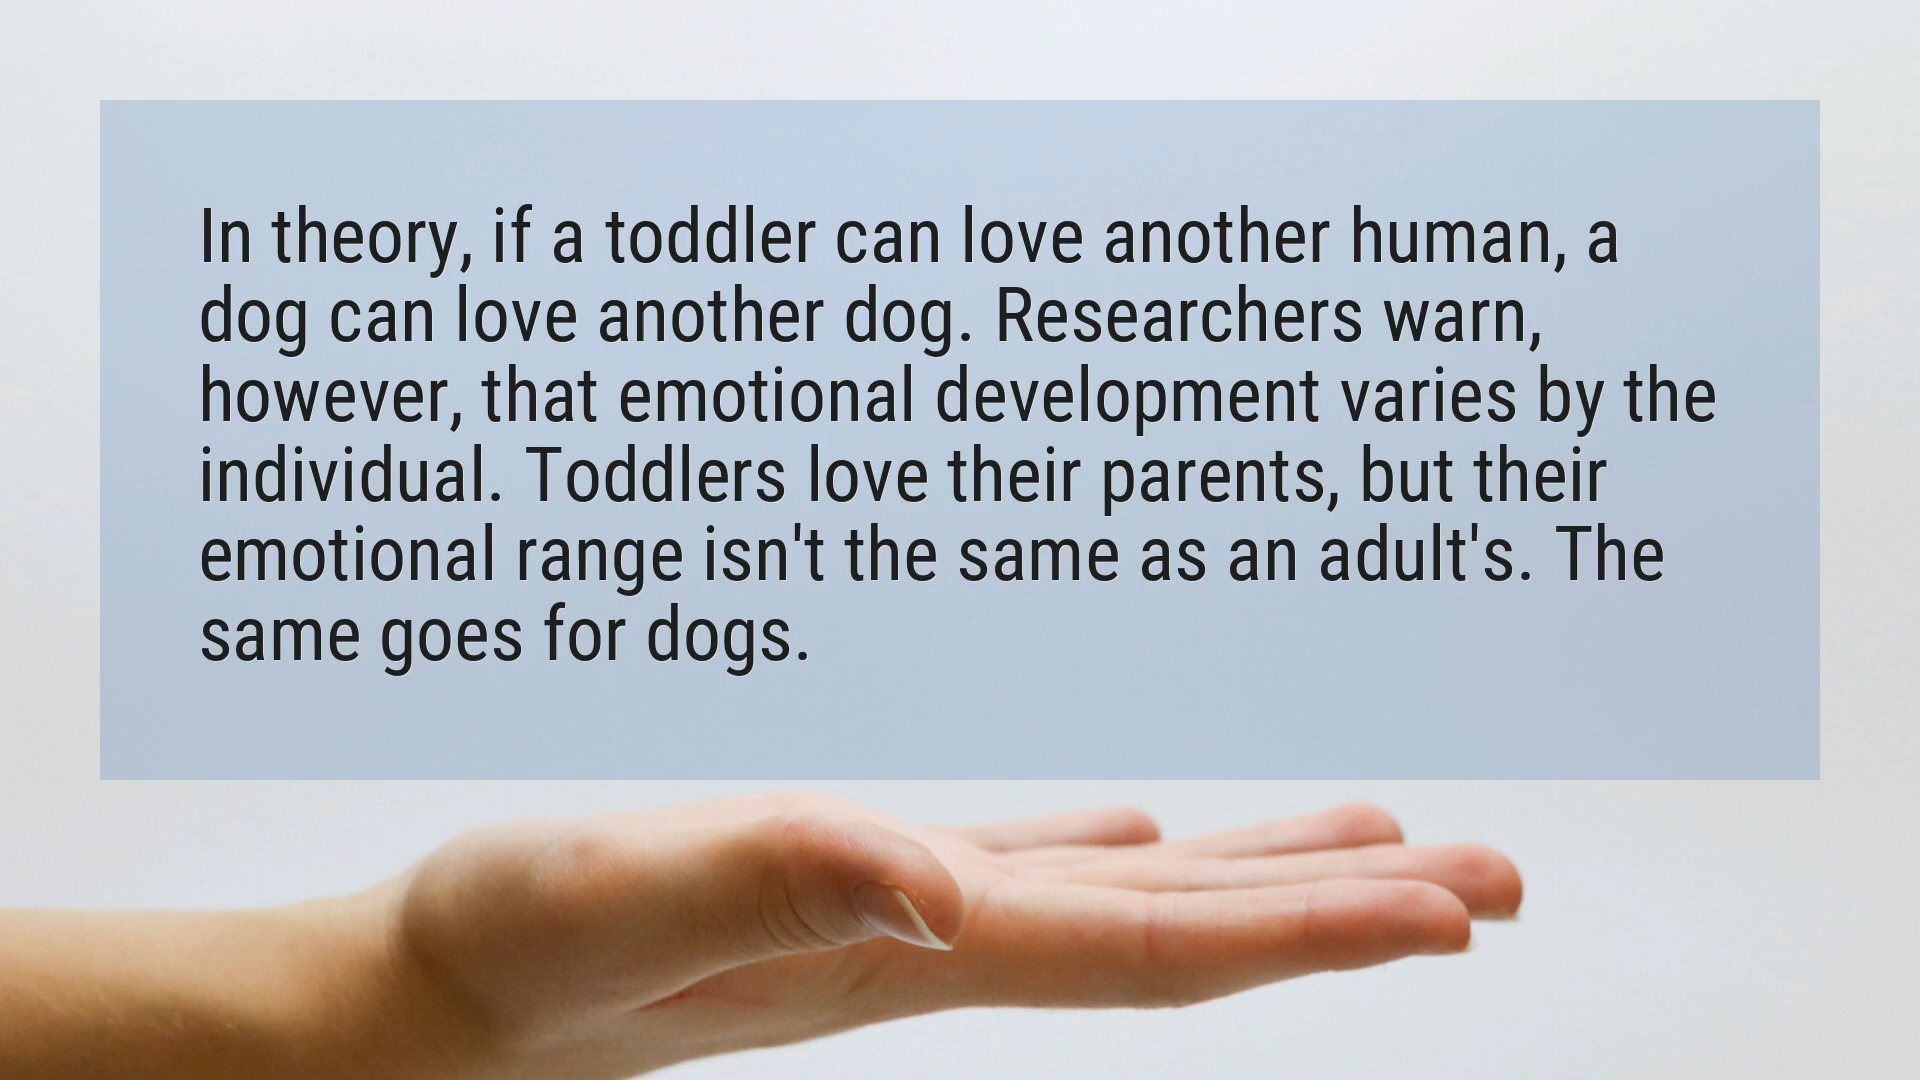 In theory, if a toddler can love another human, a
dog can love another dog. Researchers warn,
however, that emotional development varies by the
individual. Toddlers love their parents, but their
emotional range isn't the same as an adult's. The
same goes for dogs.